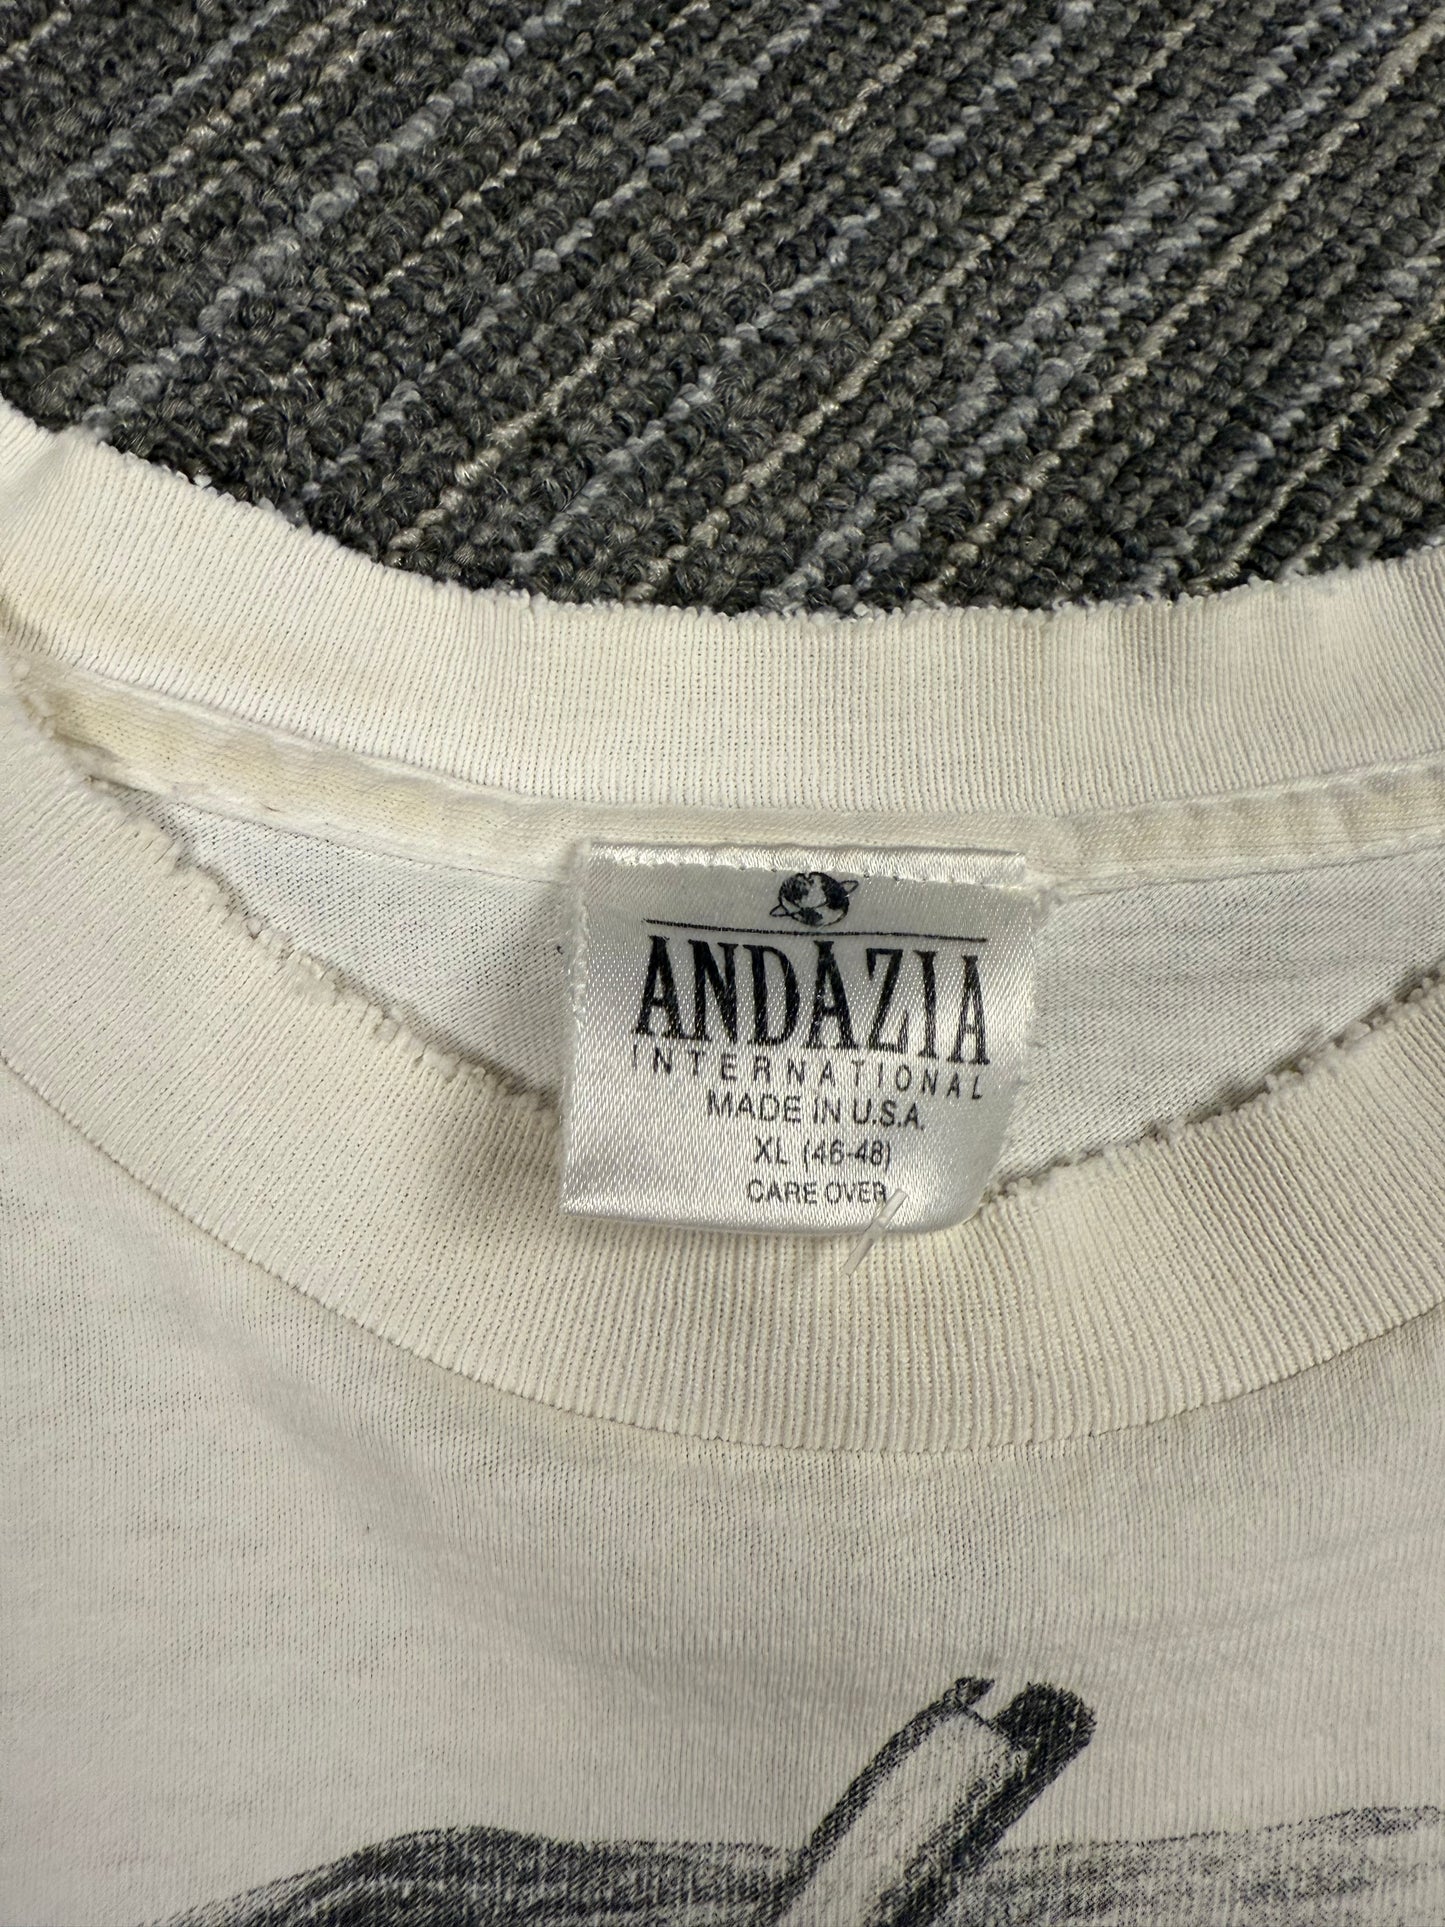 ANDAZIA
INTERNATIONAL
MADE IN U.S.A.
XL (46-48)
CARE OVER